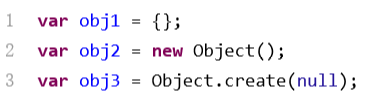 1 var obj1 = {};
2 var obj2 = new Object();
3 var obj3 = Object.create(null);